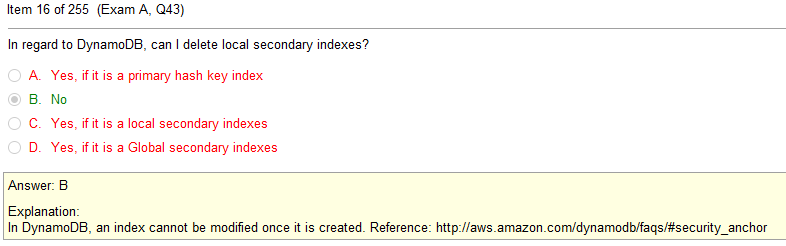 Item 16 of 255 (Exam A, Q43)
In regard to DynamoDB, can I delete local secondary indexes?
A. Yes, if it is a primary hash key index
B. No
C. Yes, if it is a local secondary indexes
D. Yes, if it is a Global secondary indexes
Answer: B
Explanation:
In DynamoDB, an index cannot be modified once it is created. Reference: http://aws.amazon.com/dynamodb/faqs/#security_anchor